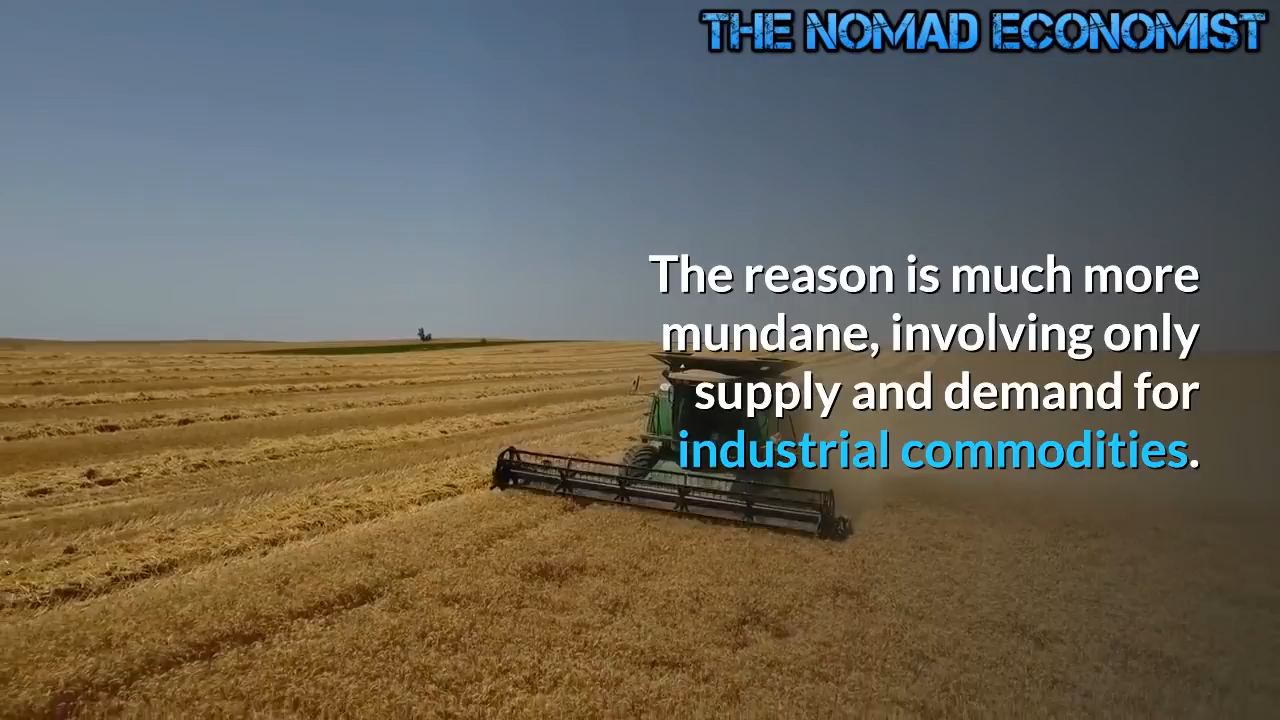 THE NOMAD ECONOMIST
The reason is much more
mundane, involving only
supply and demand for
industrial commodities.